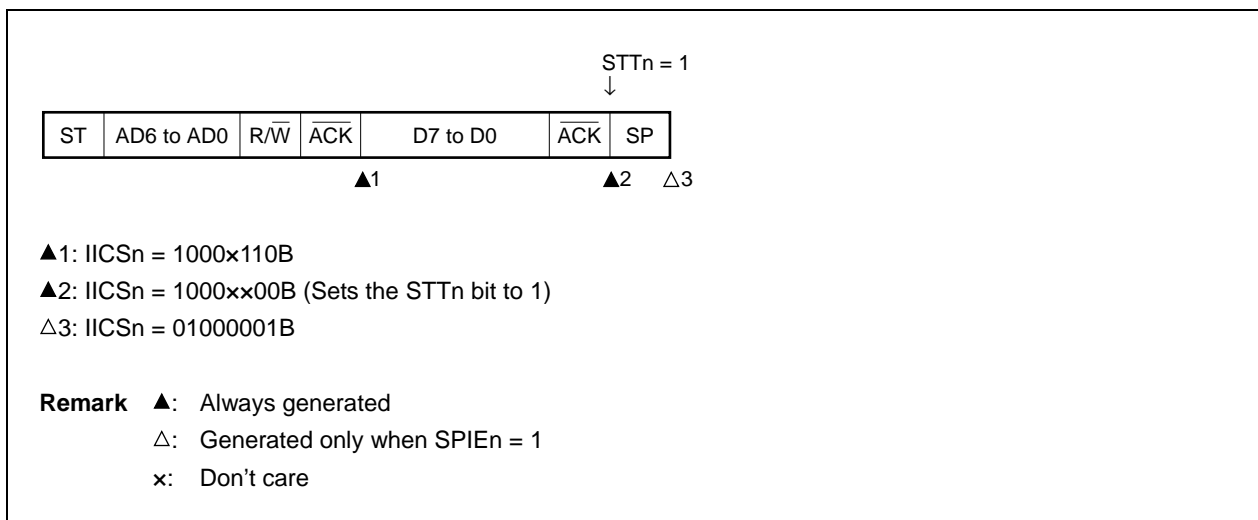 STTn = 1
↓
ST AD6 to AD0 R/W̅ A̅C̅K̅ D7 to D0 A̅C̅K̅ SP
▲1 ▲2 △3
▲1: IICSn = 1000×110B
▲2: IICSn = 1000××00B (Sets the STTn bit to 1)
△3: IICSn = 01000001B
Remark ▲: Always generated
△: Generated only when SPIEn = 1
×: Don't care